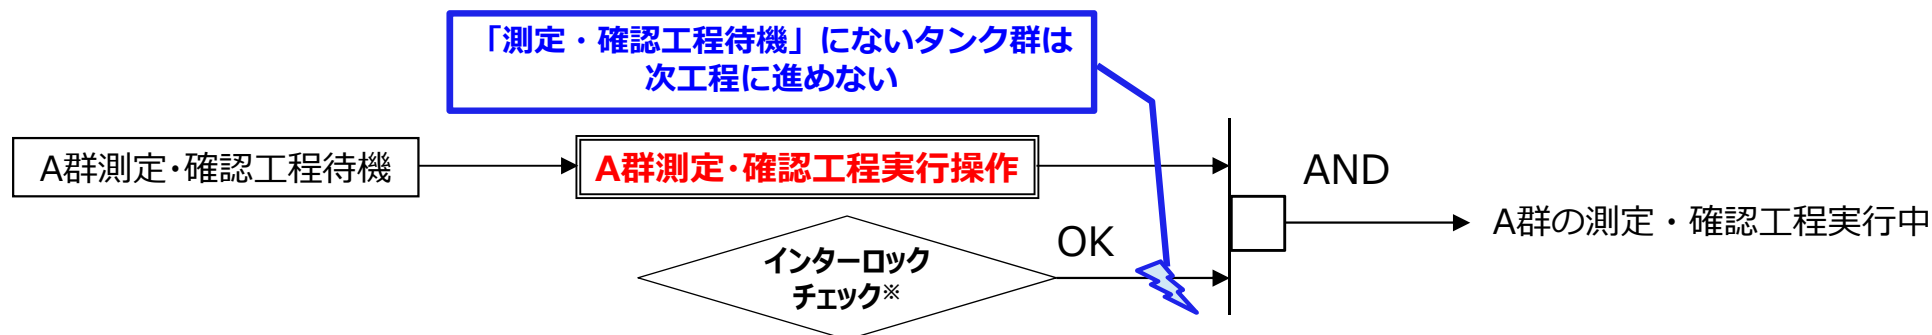 「測定・確認工程待機」にないタンク群は
次工程に進めない
A群測定･確認工程待機
A群測定･確認工程実行操作
AND
A群の測定・確認工程実行中
OK
インターロック
チェック※